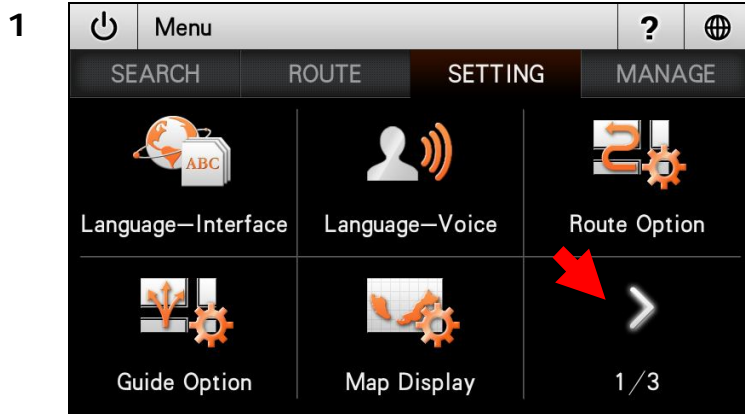 1
Menu ?
SEARCH ROUTE SETTING MANAGE
ABC
Language—Interface Language—Voice Route Option
Guide Option Map Display 1/3